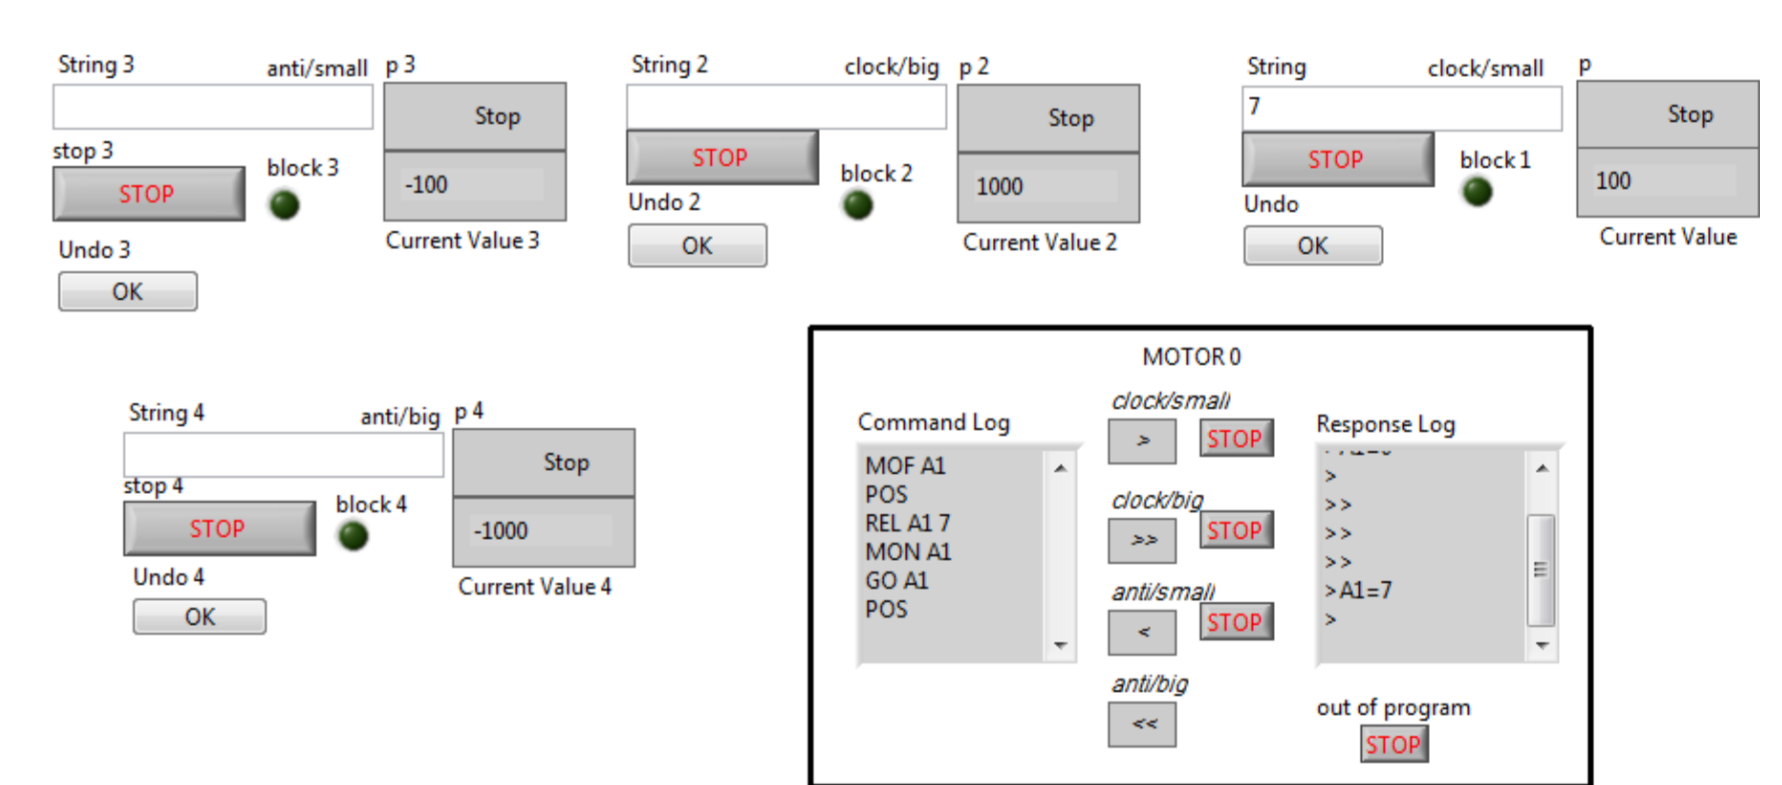 String 3 anti/small p 3
Stop
stop 3
STOP
block 3
-100
Undo 3
OK
Current Value 3
String 2 clock/big p 2
Stop
STOP
block 2
1000
Undo 2
OK
Current Value 2
String clock/small p
7
Stop
STOP
block 1
100
Undo
OK
Current Value
String 4 anti/big p 4
Stop
stop 4
STOP
block 4
-1000
Undo 4
OK
Current Value 4
MOTOR 0
Command Log
MOF A1
POS
REL A1 7
MON A1
GO A1
POS
clock/small
> STOP
clock/big
>> STOP
anti/small
< STOP
anti/big
<<
Response Log
>
>>
>>
>>
>A1=7
>
out of program
STOP